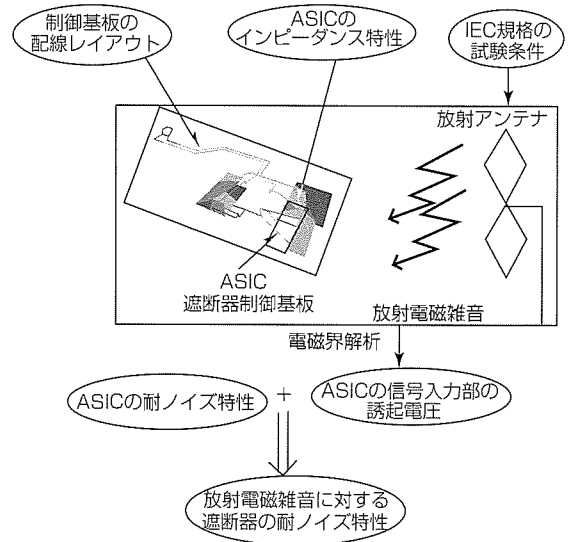 制御基板の
配線レイアウト
ASICの
インピーダンス特性
IEC規格の
試験条件
放射アンテナ
ASIC
遮断器制御基板
放射電磁雑音
電磁界解析
ASICの耐ノイズ特性
+
ASICの信号入力部の
誘起電圧
放射電磁雑音に対する
遮断器の耐ノイズ特性